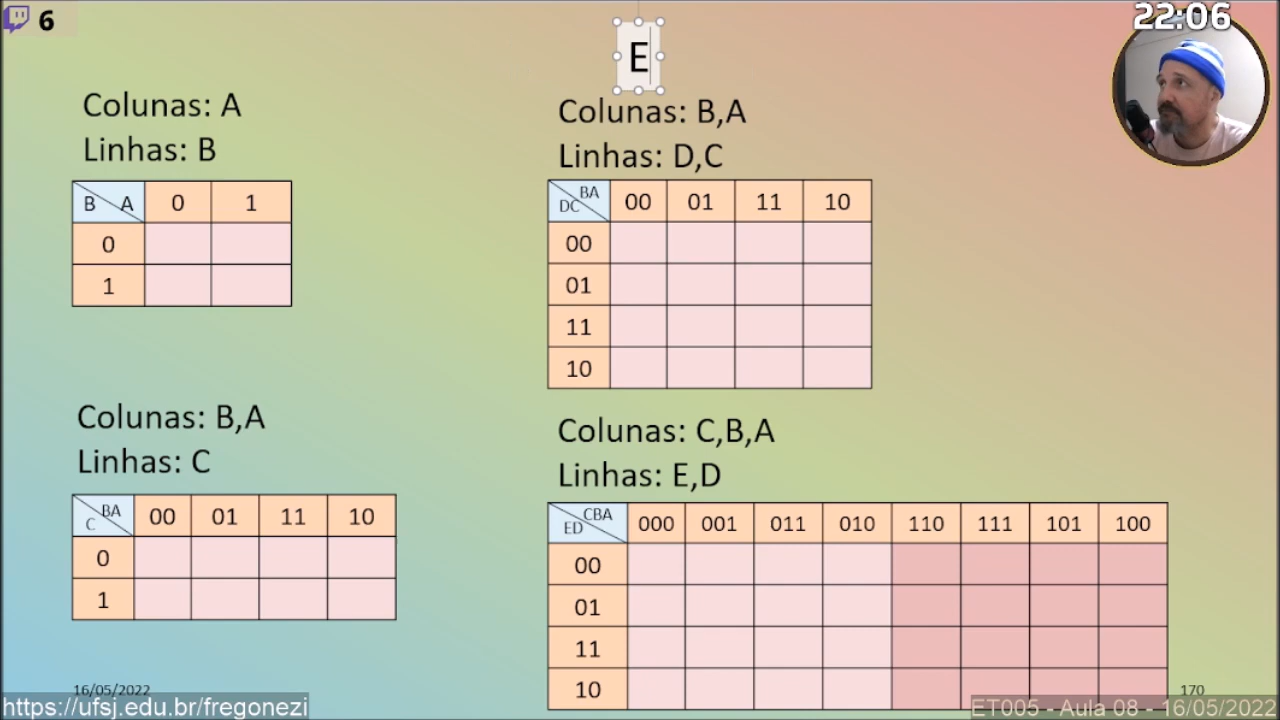 6
22:06
E
Colunas: A
Linhas: B
B A 0 1
0
1
Colunas: B,A
Linhas: D,C
DC BA 00 01 11 10
00
01
11
10
Colunas: B,A
Linhas: C
C BA 00 01 11 10
0
1
Colunas: C,B,A
Linhas: E,D
ED CBA 000 001 011 010 110 111 101 100
00
01
11
10
16/05/2022
170
https://ufsj.edu.br/fregonezi
ET005 - Aula 08 - 16/05/2022